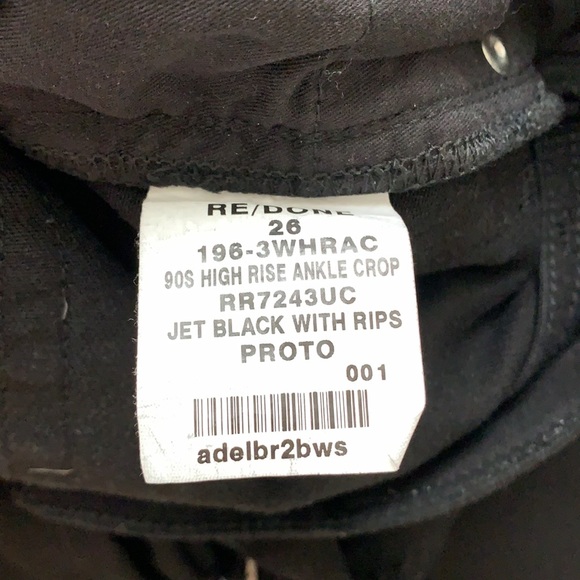 RE/DONE
26
196-3WHRAC
90S HIGH RISE ANKLE CROP
RR7243UC
JET BLACK WITH RIPS
PROTO
001
adelbr2bws